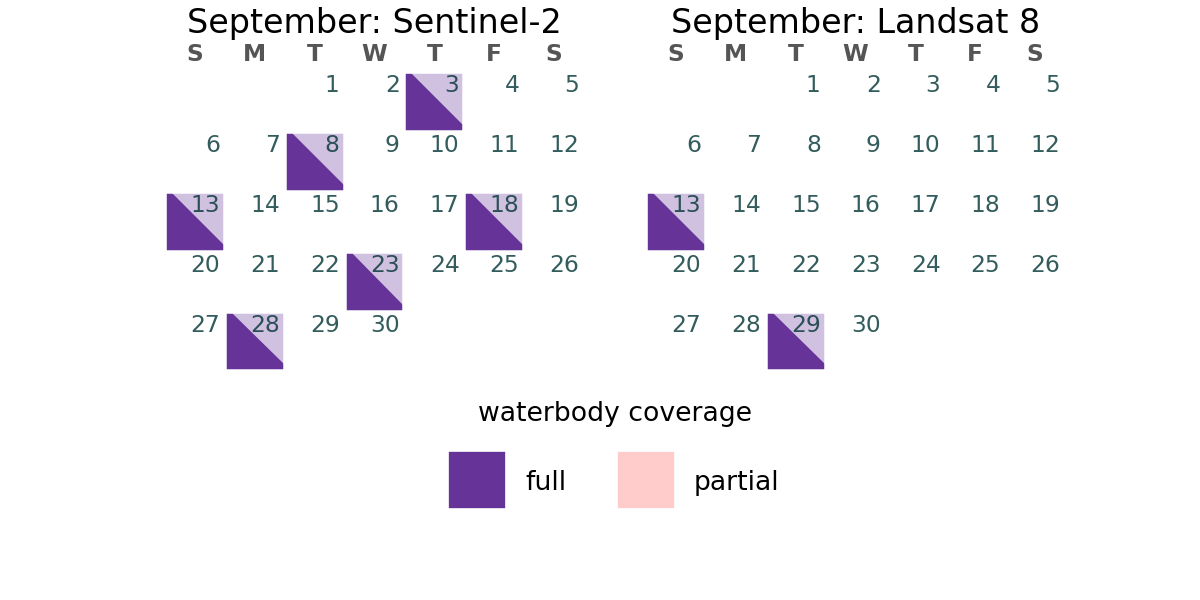 September: Sentinel-2
S M T W T F S
1 2 3 4 5
6 7 8 9 10 11 12
13 14 15 16 17 18 19
20 21 22 23 24 25 26
27 28 29 30
September: Landsat 8
S M T W T F S
1 2 3 4 5
6 7 8 9 10 11 12
13 14 15 16 17 18 19
20 21 22 23 24 25 26
27 28 29 30
waterbody coverage
full partial